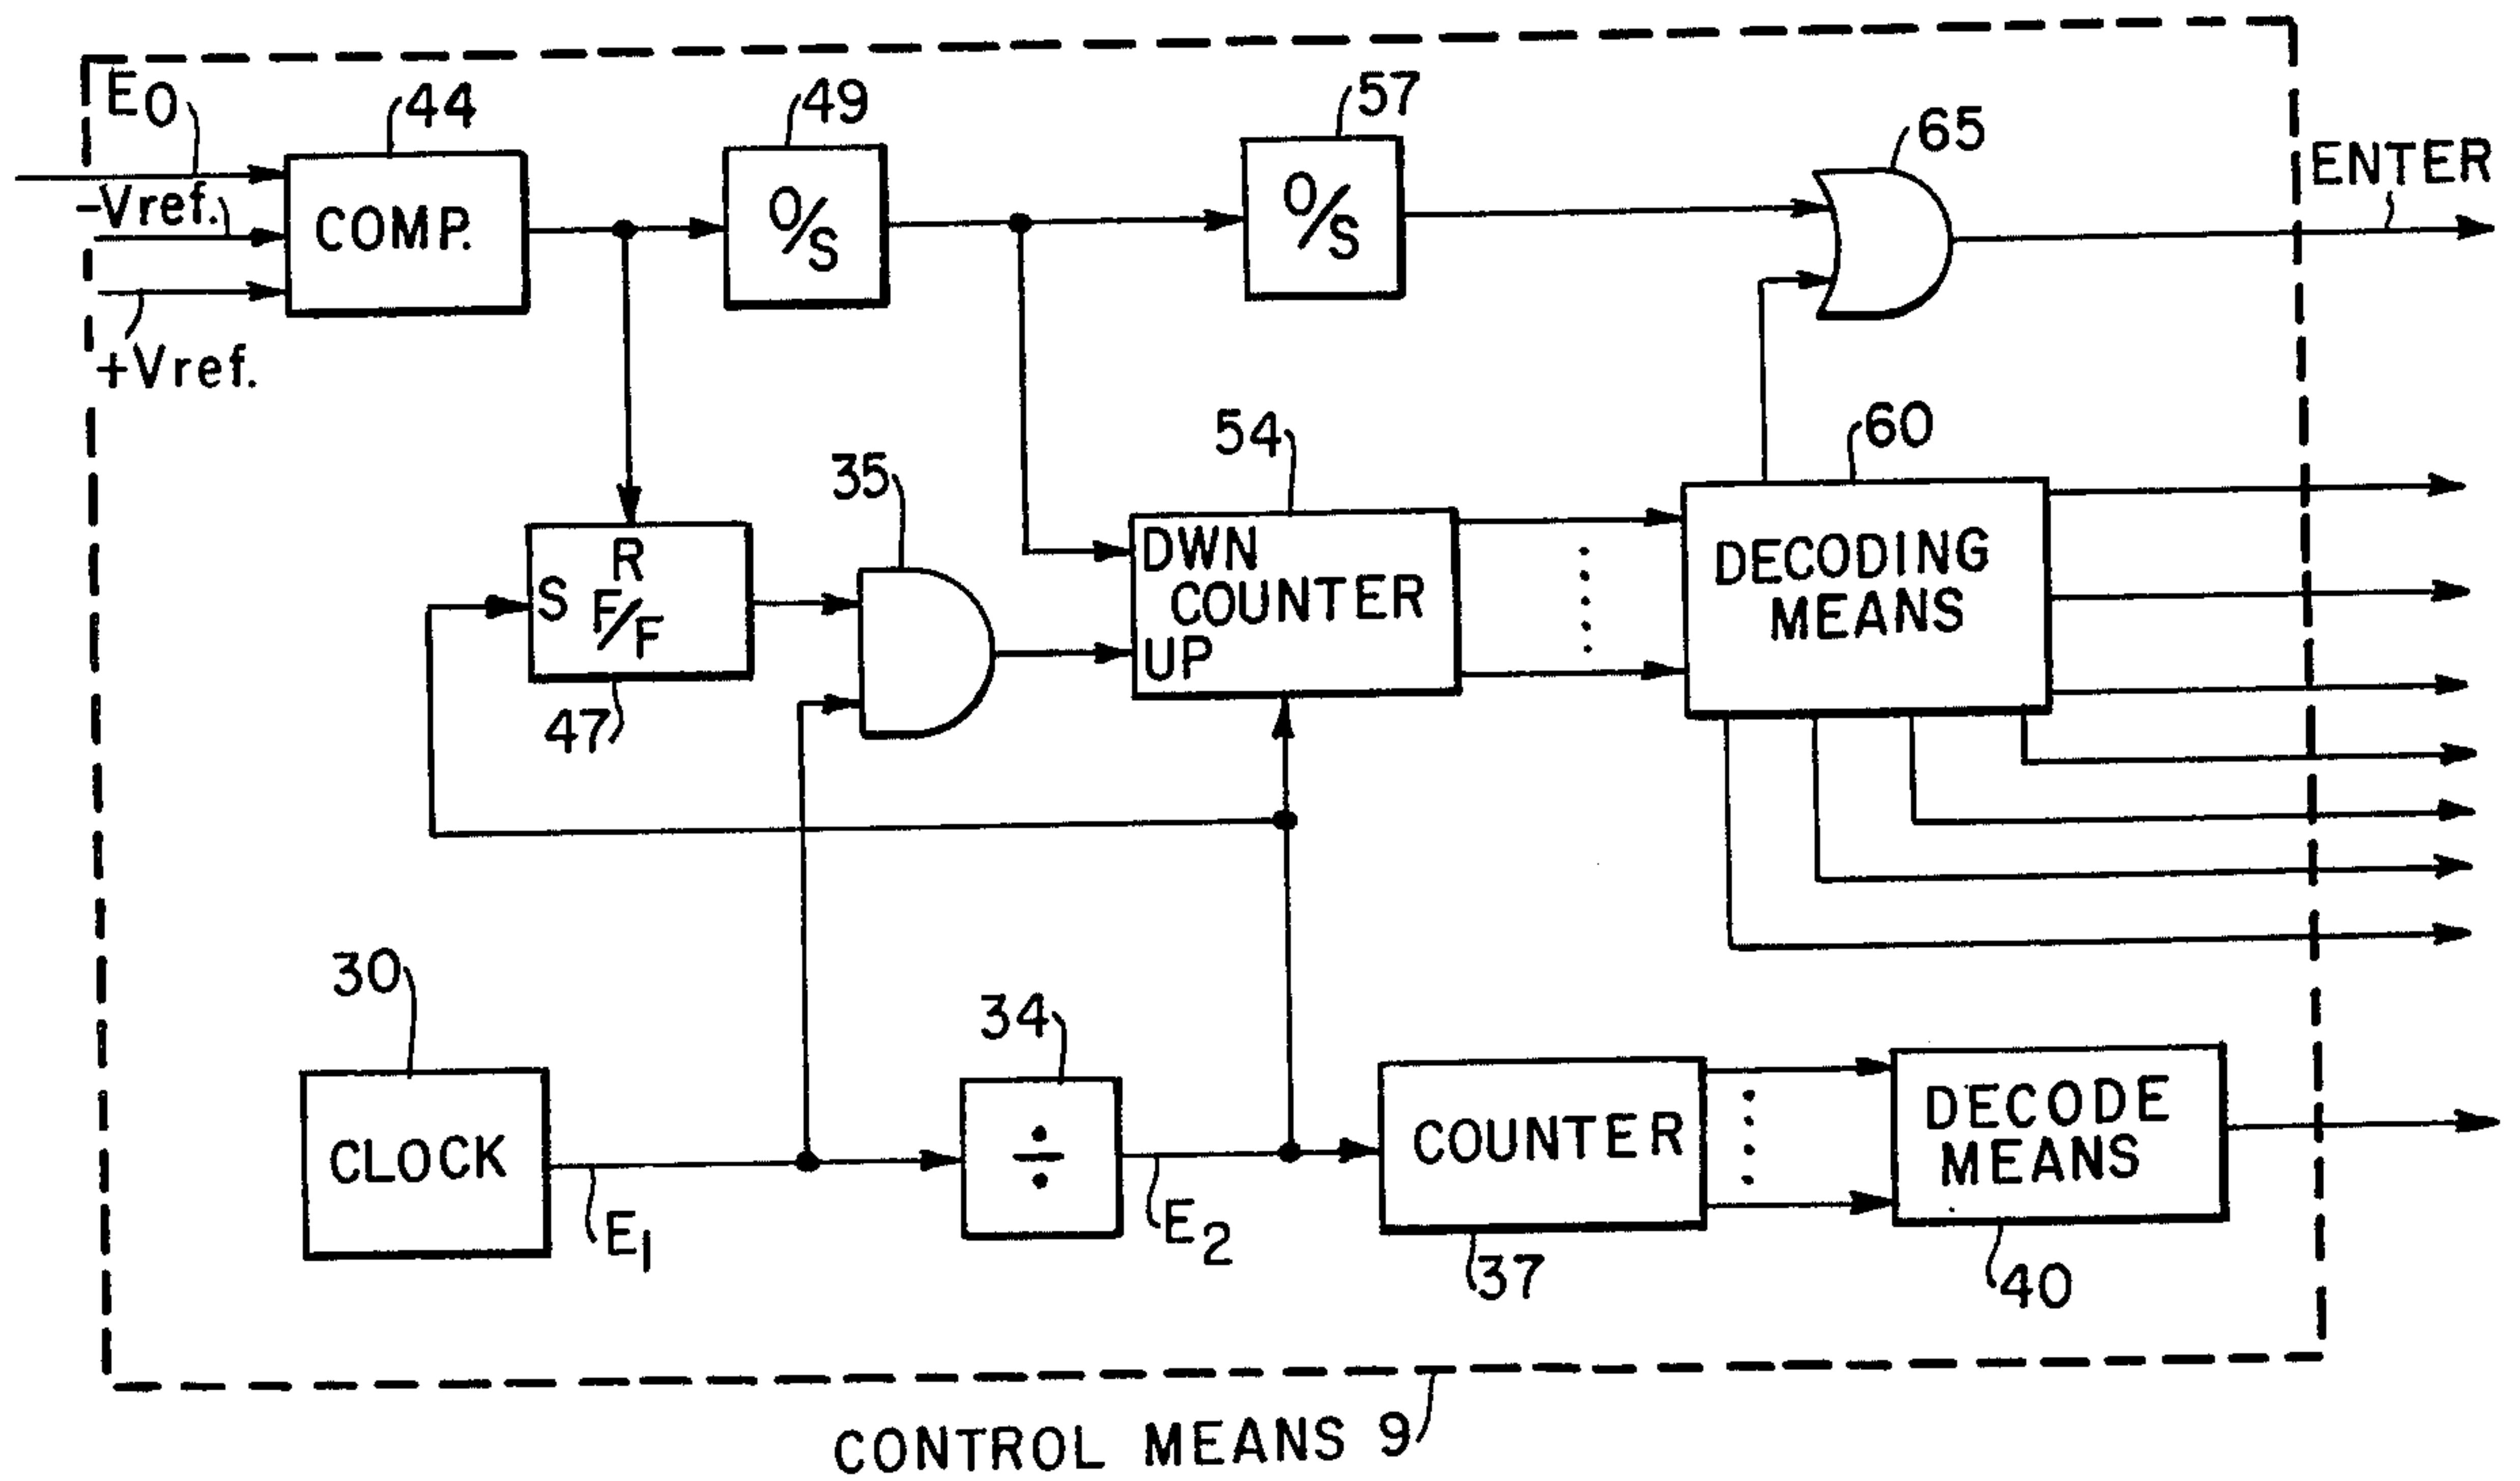 E0
44
49
57
65
ENTER
-Vref.
COMP.
O/S
O/S
+Vref.
54
60
35
R
S F/F
DWN
COUNTER
UP
DECODING
MEANS
47
30
34
CLOCK
÷
COUNTER
DECODE
MEANS
E1
E2
37
40
CONTROL MEANS 9